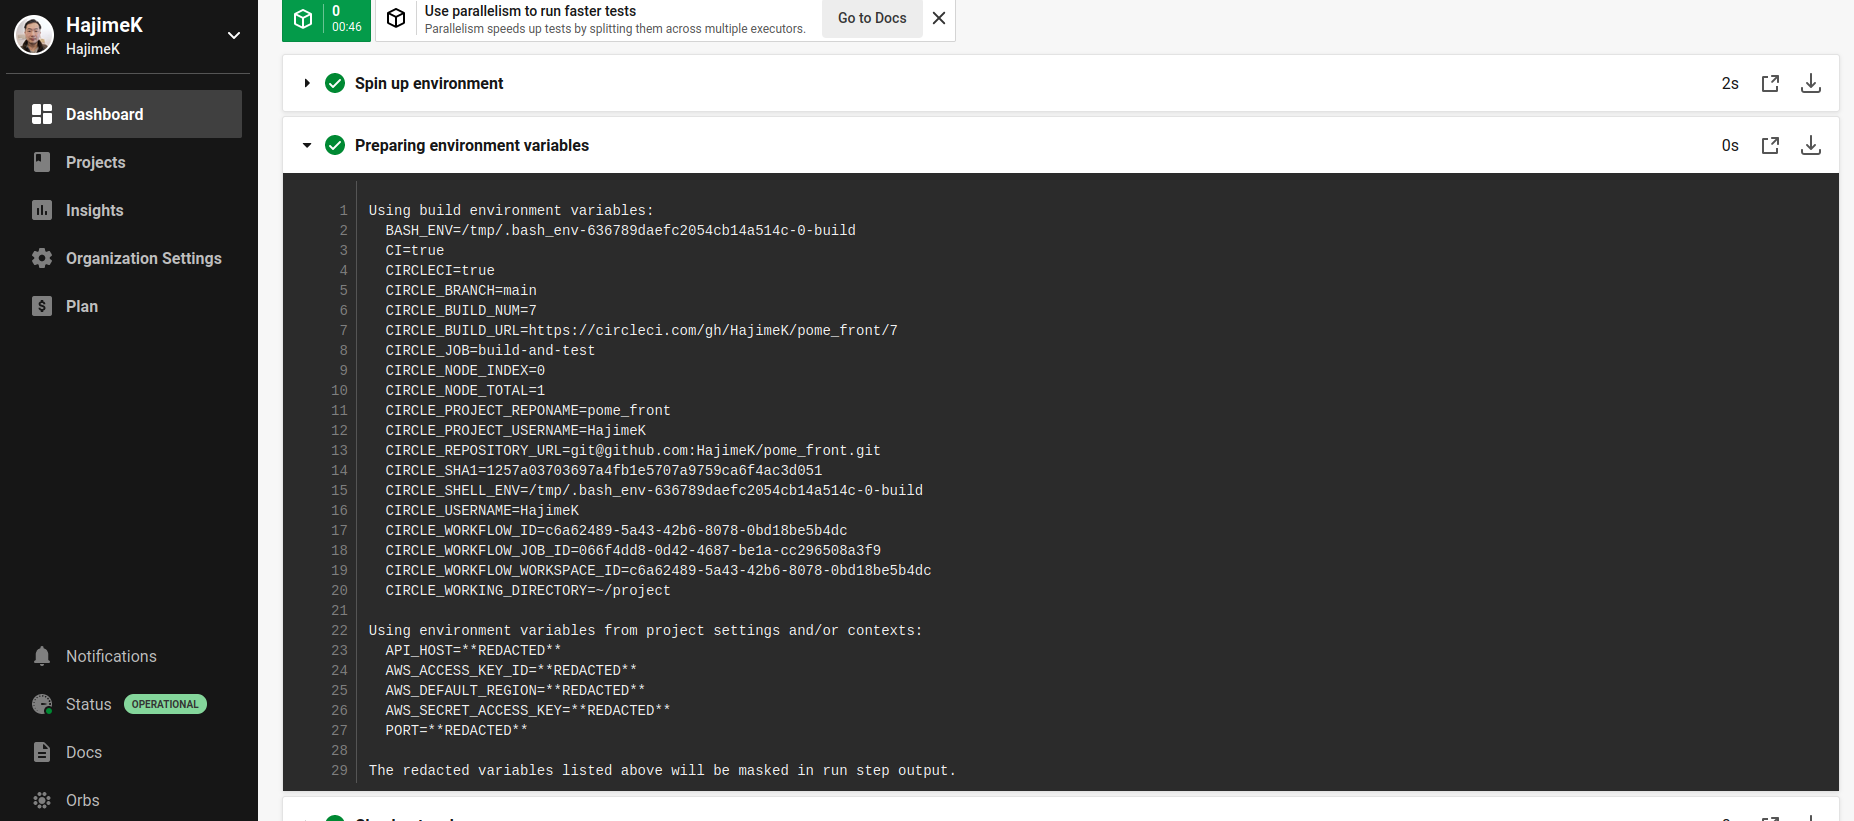 HajimeK
HajimeK
Dashboard
Projects
Insights
Organization Settings
Plan
Notifications
Status OPERATIONAL
Docs
Orbs
0
00:46
Use parallelism to run faster tests
Parallelism speeds up tests by splitting them across multiple executors.
Go to Docs
Spin up environment 2s
Preparing environment variables 0s
1 Using build environment variables:
2 BASH_ENV=/tmp/.bash_env-636789daefc2054cb14a514c-0-build
3 CI=true
4 CIRCLECI=true
5 CIRCLE_BRANCH=main
6 CIRCLE_BUILD_NUM=7
7 CIRCLE_BUILD_URL=https://circleci.com/gh/HajimeK/pome_front/7
8 CIRCLE_JOB=build-and-test
9 CIRCLE_NODE_INDEX=0
10 CIRCLE_NODE_TOTAL=1
11 CIRCLE_PROJECT_REPONAME=pome_front
12 CIRCLE_PROJECT_USERNAME=HajimeK
13 CIRCLE_REPOSITORY_URL=git@github.com:HajimeK/pome_front.git
14 CIRCLE_SHA1=1257a03703697a4fb1e5707a9759ca6f4ac3d051
15 CIRCLE_SHELL_ENV=/tmp/.bash_env-636789daefc2054cb14a514c-0-build
16 CIRCLE_USERNAME=HajimeK
17 CIRCLE_WORKFLOW_ID=c6a62489-5a43-42b6-8078-0bd18be5b4dc
18 CIRCLE_WORKFLOW_JOB_ID=066f4dd8-0d42-4687-be1a-cc296508a3f9
19 CIRCLE_WORKFLOW_WORKSPACE_ID=c6a62489-5a43-42b6-8078-0bd18be5b4dc
20 CIRCLE_WORKING_DIRECTORY=~/project
21
22 Using environment variables from project settings and/or contexts:
23 API_HOST=**REDACTED**
24 AWS_ACCESS_KEY_ID=**REDACTED**
25 AWS_DEFAULT_REGION=**REDACTED**
26 AWS_SECRET_ACCESS_KEY=**REDACTED**
27 PORT=**REDACTED**
28
29 The redacted variables listed above will be masked in run step output.